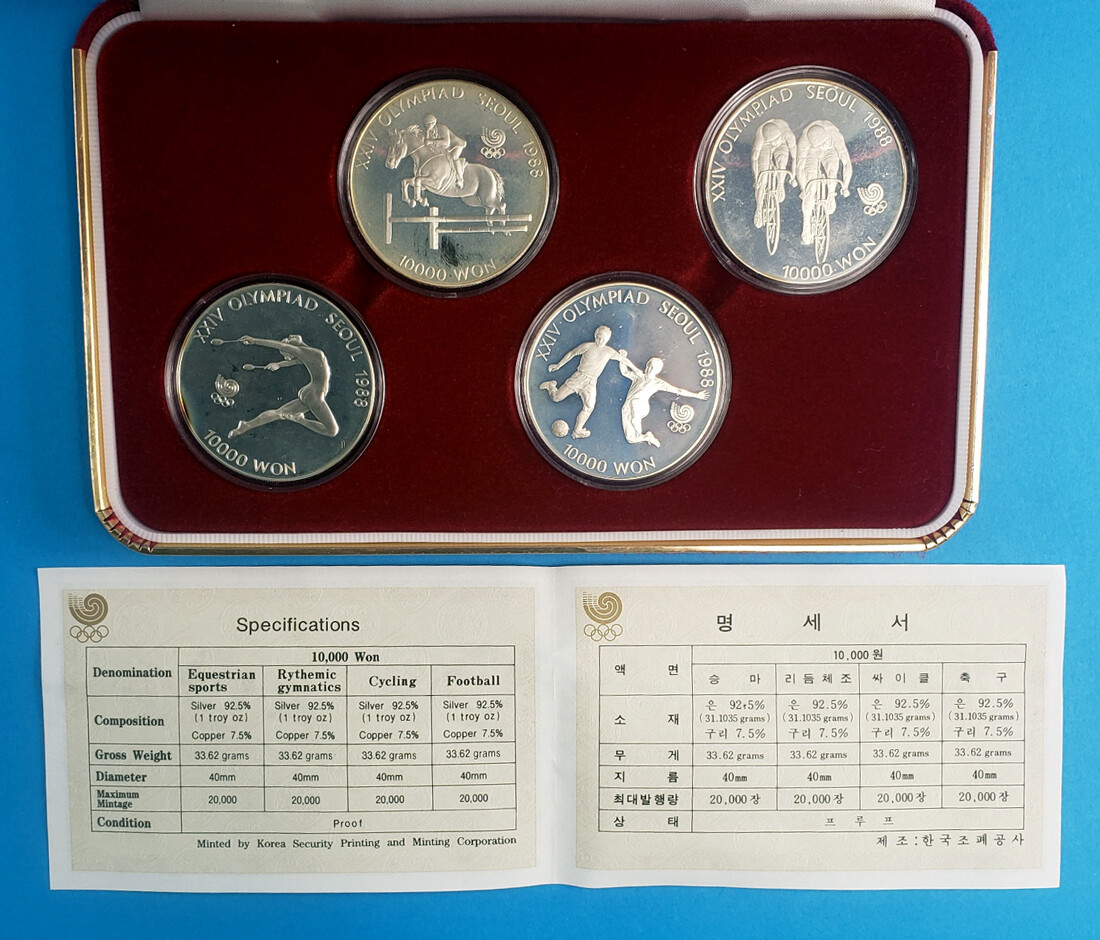 XXIV OLYMPIAD SEOUL 1988
10000 WON
XXIV OLYMPIAD SEOUL 1988
10000 WON
XXIV OLYMPIAD SEOUL 1988
10000 WON
XXIV OLYMPIAD SEOUL 1988
10000 WON
Specifications
Denomination 10,000 Won
Equestrian sports Rythemic gymnatics Cycling Football
Composition Silver 92.5% Silver 92.5% Silver 92.5% Silver 92.5%
(1 troy oz) (1 troy oz) (1 troy oz) (1 troy oz)
Copper 7.5% Copper 7.5% Copper 7.5% Copper 7.5%
Gross Weight 33.62 grams 33.62 grams 33.62 grams 33.62 grams
Diameter 40mm 40mm 40mm 40mm
Maximum Mintage 20,000 20,000 20,000 20,000
Condition Proof
Minted by Korea Security Printing and Minting Corporation
명 세 서
액 면 10,000 원
승 마 리듬체조 싸이클 축 구
소 재 은 92.5% 은 92.5% 은 92.5% 은 92.5%
(31.1035 grams) (31.1035 grams) (31.1035 grams) (31.1035 grams)
구리 7.5% 구리 7.5% 구리 7.5% 구리 7.5%
무 게 33.62 grams 33.62 grams 33.62 grams 33.62 grams
지 름 40mm 40mm 40mm 40mm
최대발행량 20,000장 20,000장 20,000장 20,000장
상 태 프 루 프
제 조:한국조폐공사